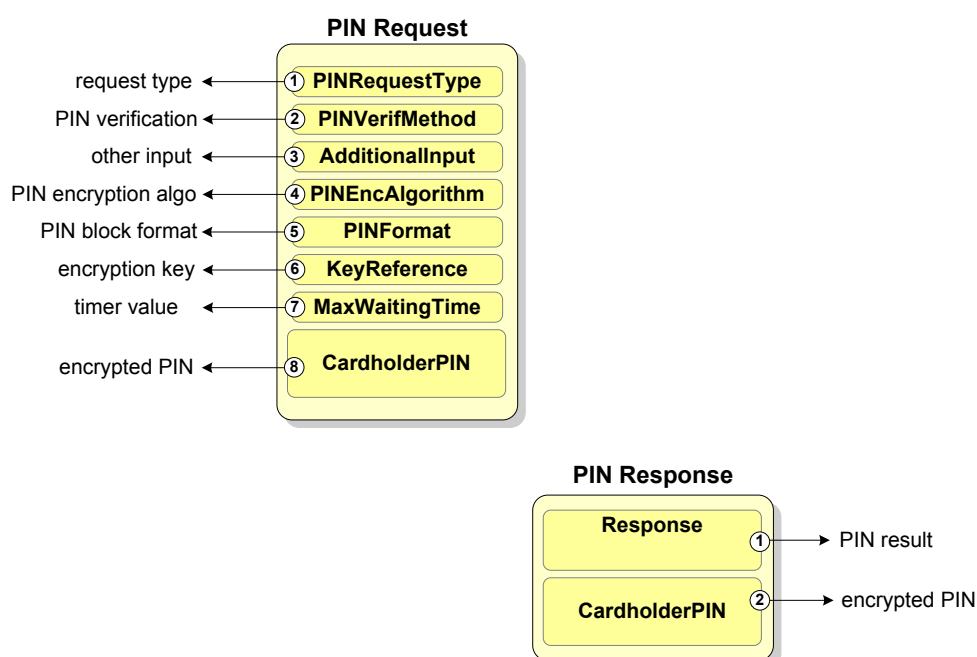 PIN Request
request type 1 PINRequestType
PIN verification 2 PINVerifMethod
other input 3 AdditionalInput
PIN encryption algo 4 PINEncAlgorithm
PIN block format 5 PINFormat
encryption key 6 KeyReference
timer value 7 MaxWaitingTime
encrypted PIN 8 CardholderPIN
PIN Response
Response 1 PIN result
CardholderPIN 2 encrypted PIN